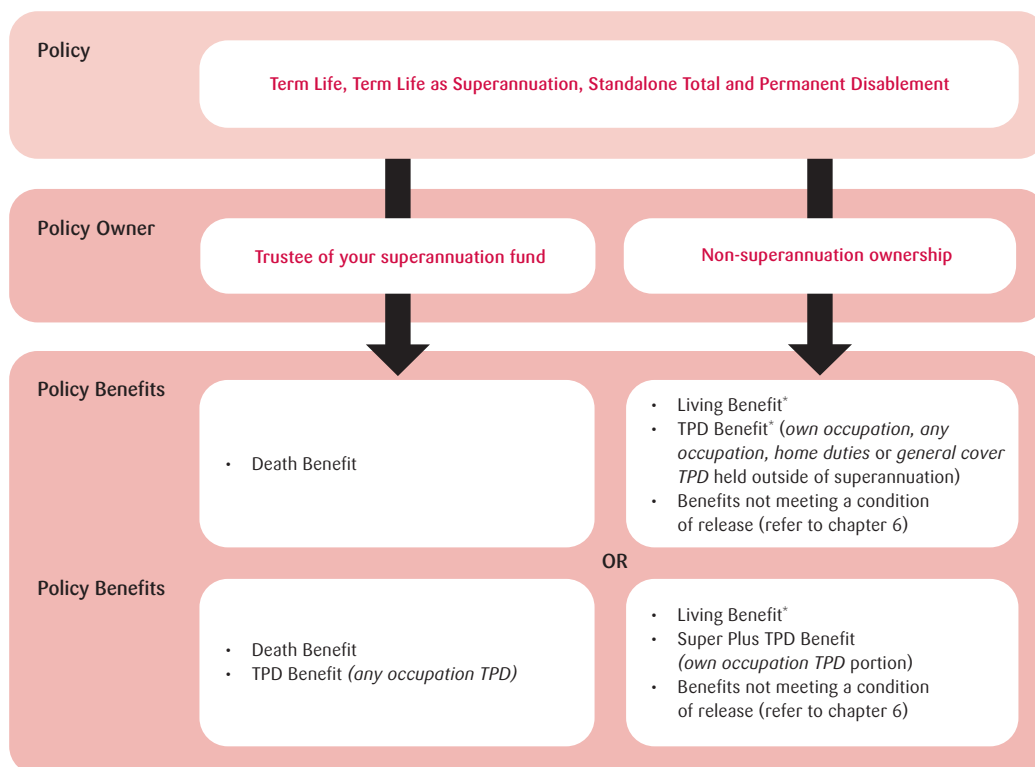 Policy
Term Life, Term Life as Superannuation, Standalone Total and Permanent Disablement
Policy Owner
Trustee of your superannuation fund
Non-superannuation ownership
Policy Benefits
• Death Benefit
• Living Benefit*
• TPD Benefit* (own occupation, any
occupation, home duties or general cover
TPD held outside of superannuation)
• Benefits not meeting a condition
of release (refer to chapter 6)
OR
Policy Benefits
• Death Benefit
• TPD Benefit (any occupation TPD)
• Living Benefit*
• Super Plus TPD Benefit
(own occupation TPD portion)
• Benefits not meeting a condition
of release (refer to chapter 6)